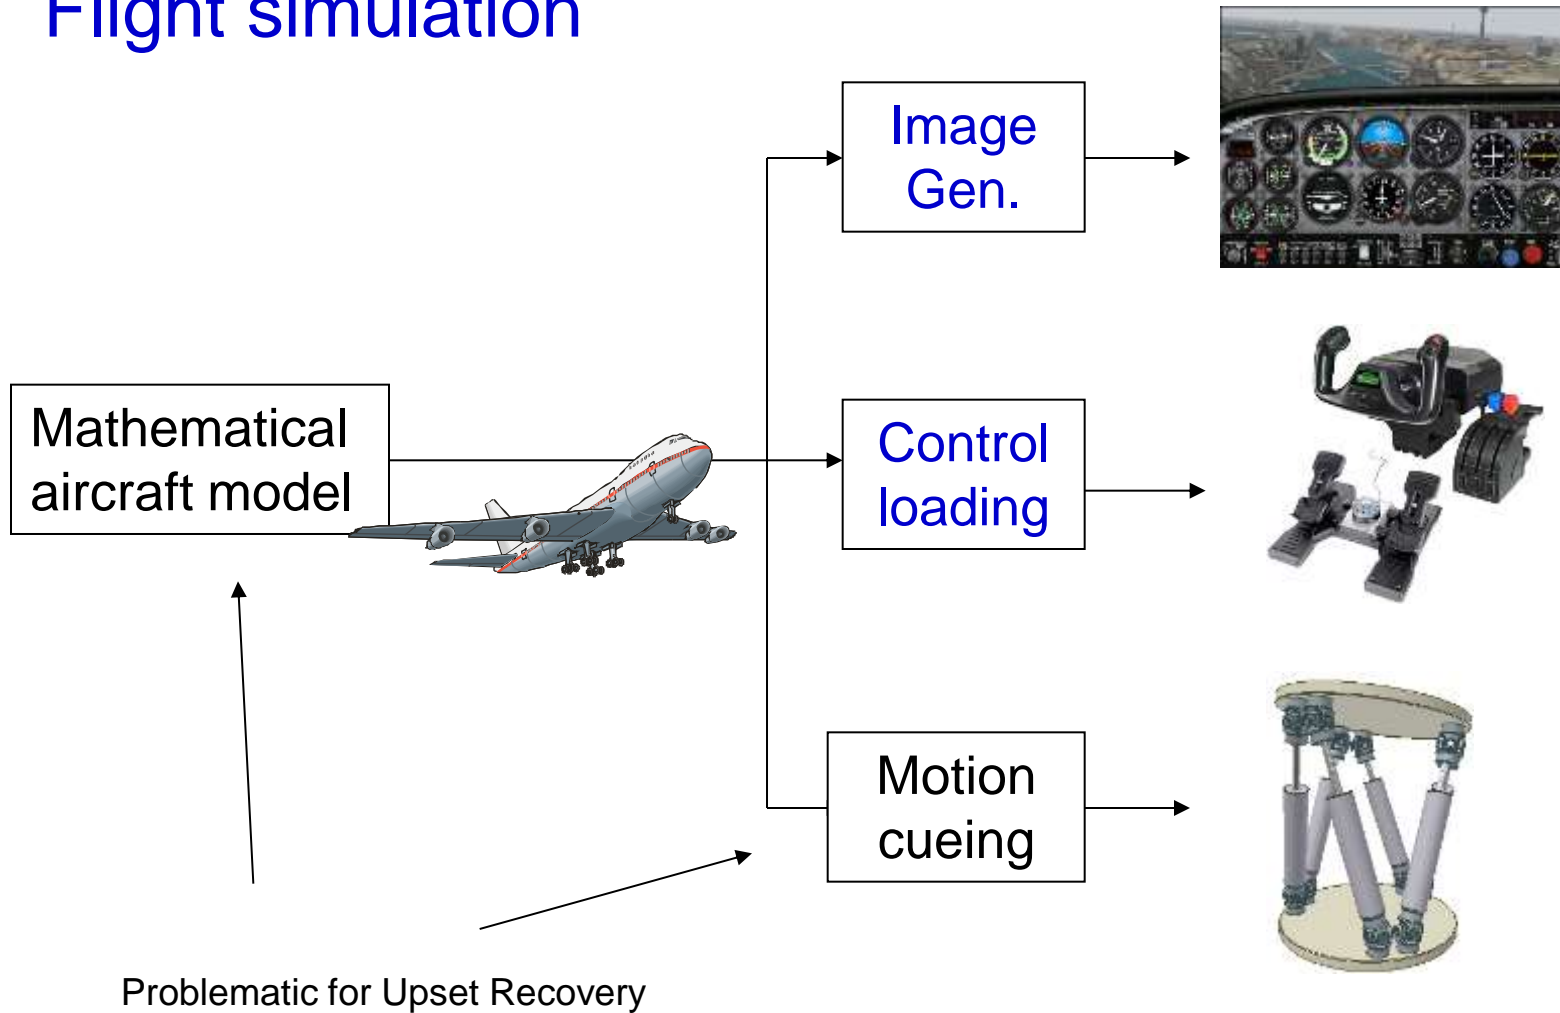 Flight simulation
Image
Gen.
Mathematical
aircraft model
Control
loading
Motion
cueing
Problematic for Upset Recovery